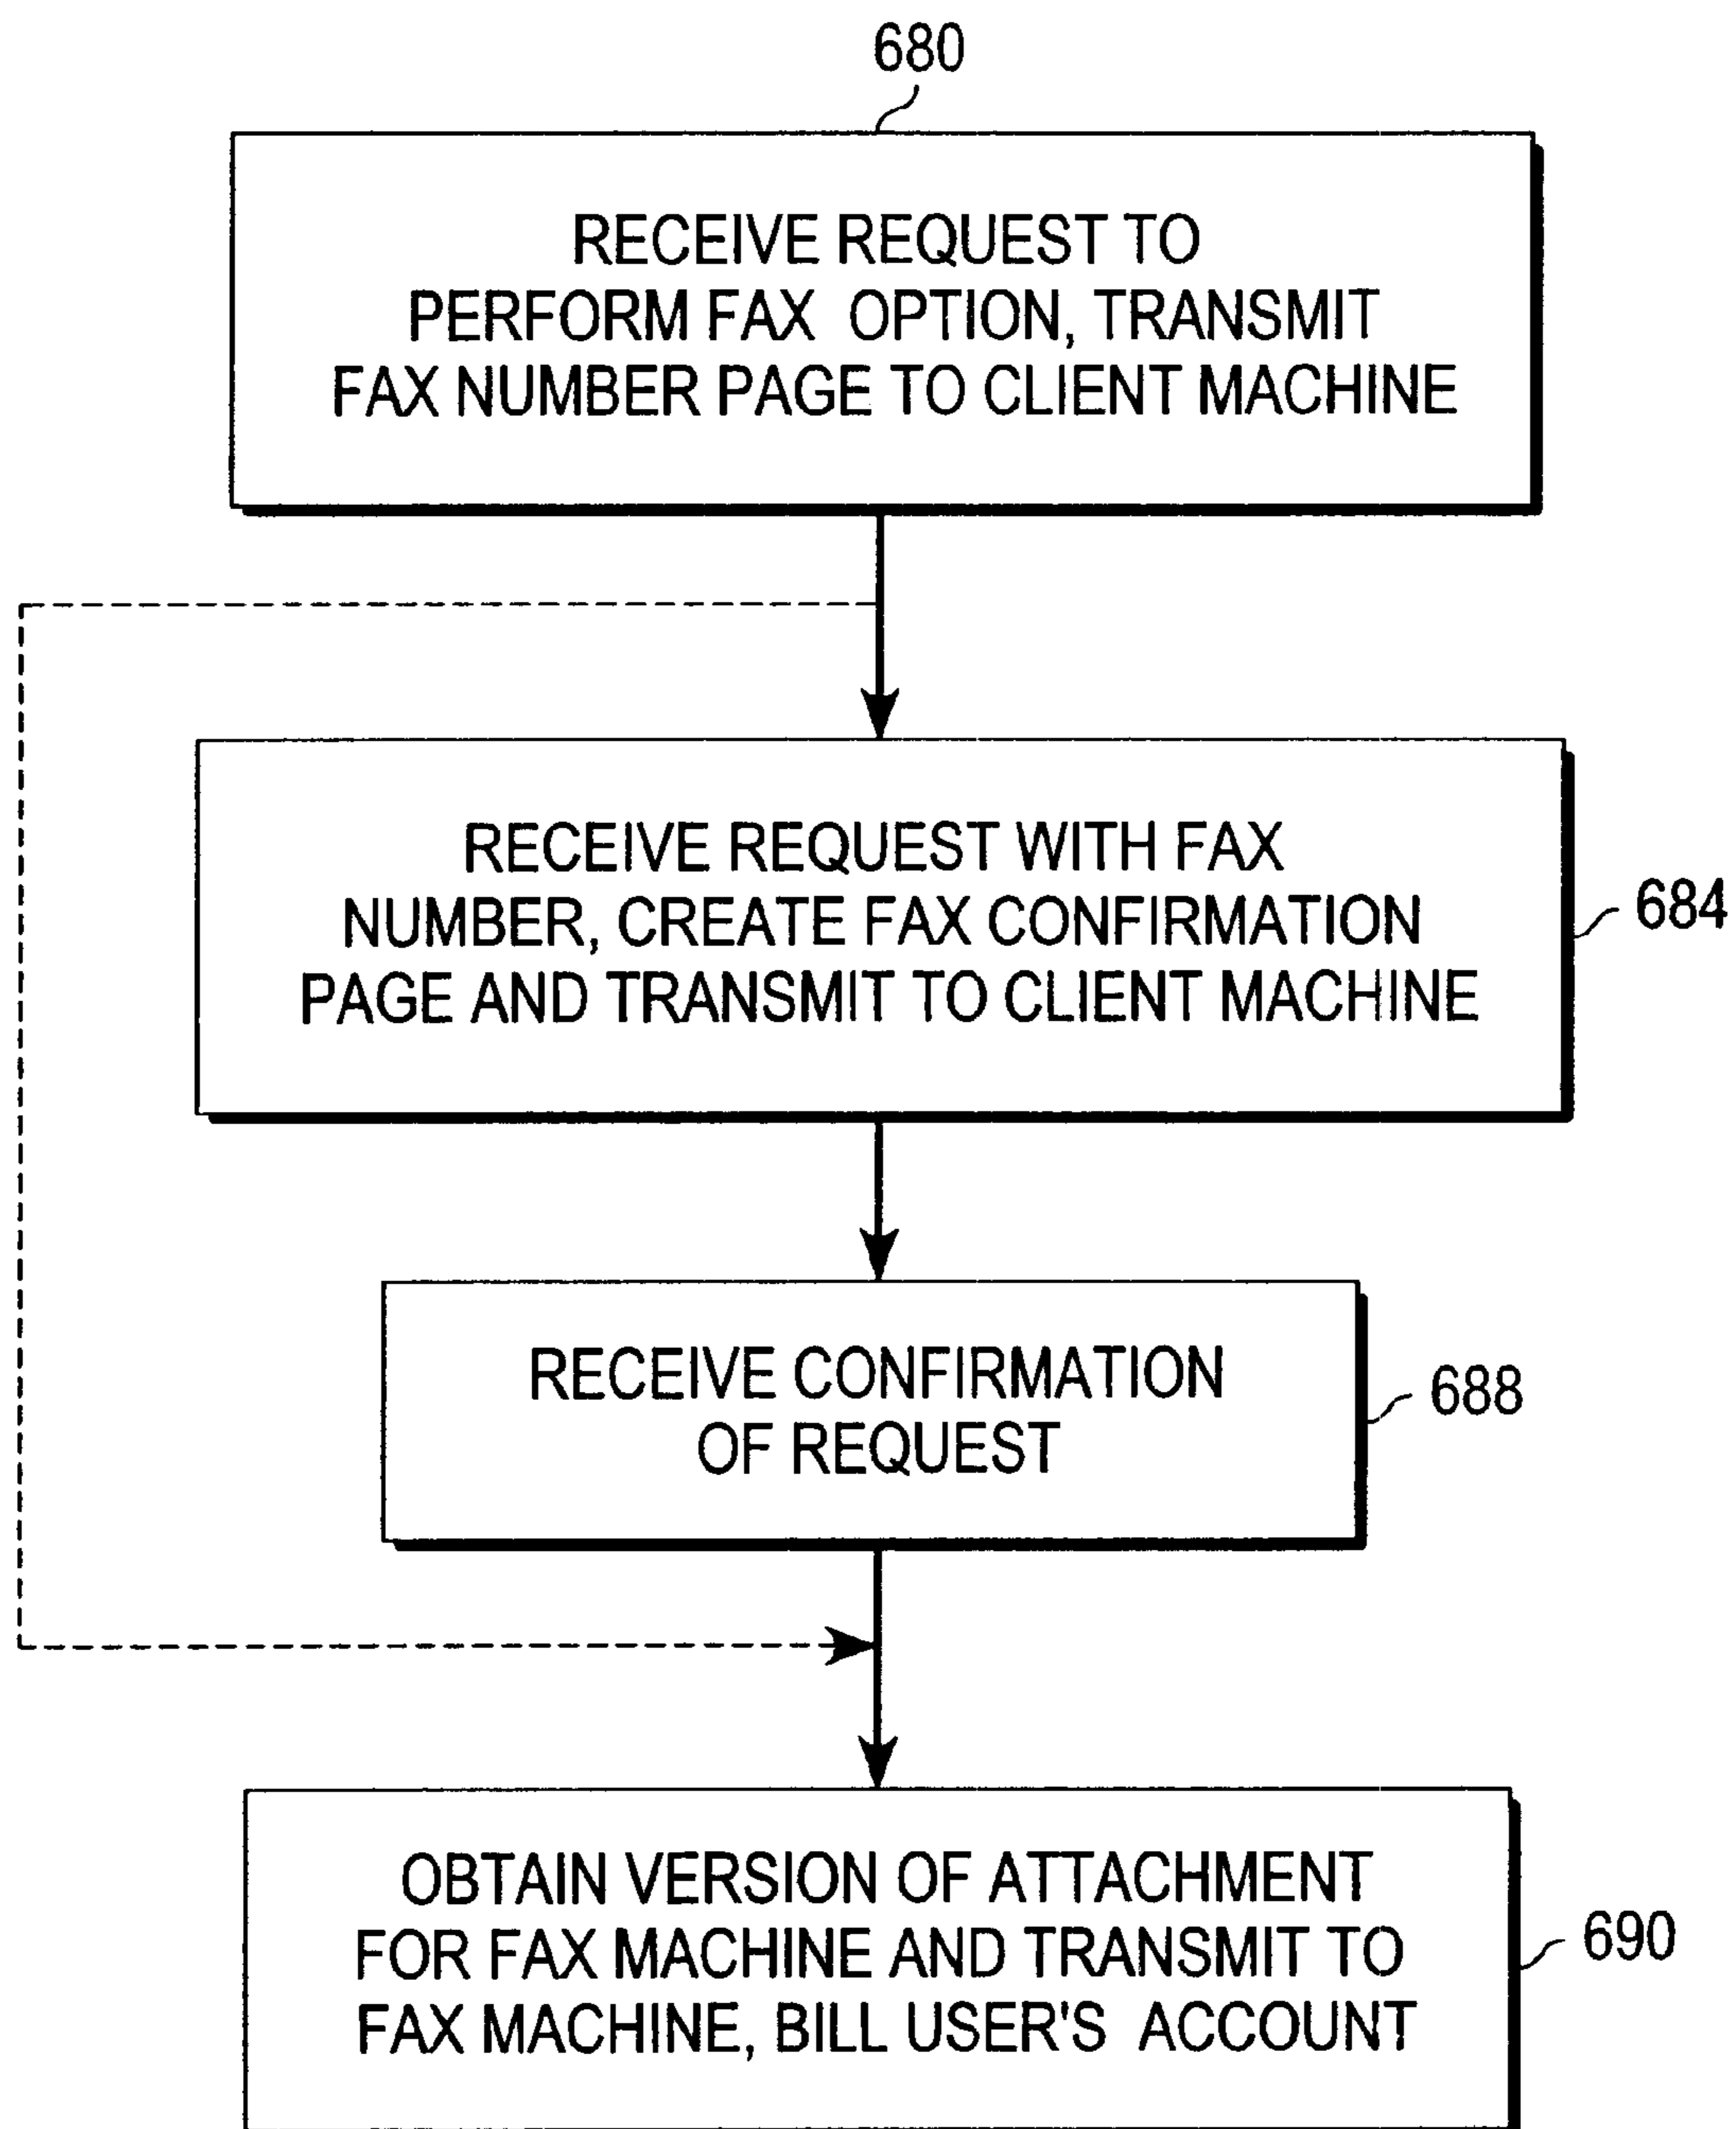 680
RECEIVE REQUEST TO
PERFORM FAX OPTION, TRANSMIT
FAX NUMBER PAGE TO CLIENT MACHINE
RECEIVE REQUEST WITH FAX
NUMBER, CREATE FAX CONFIRMATION
PAGE AND TRANSMIT TO CLIENT MACHINE
684
RECEIVE CONFIRMATION
OF REQUEST
688
OBTAIN VERSION OF ATTACHMENT
FOR FAX MACHINE AND TRANSMIT TO
FAX MACHINE, BILL USER'S ACCOUNT
690